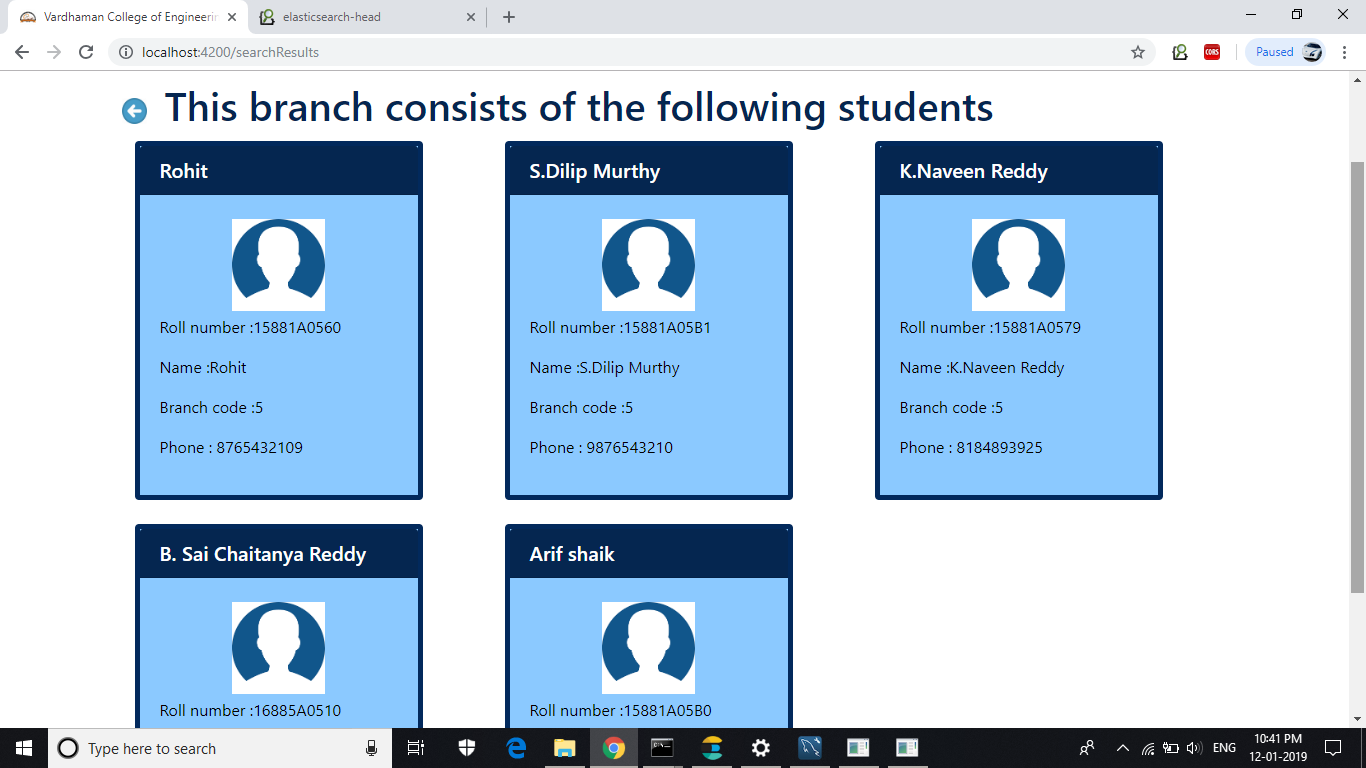 Vardhaman College of Engineerin
elasticsearch-head
localhost:4200/searchResults
CORS
Paused
This branch consists of the following students
Rohit
Roll number :15881A0560
Name :Rohit
Branch code :5
Phone : 8765432109
S.Dilip Murthy
Roll number :15881A05B1
Name :S.Dilip Murthy
Branch code :5
Phone : 9876543210
K.Naveen Reddy
Roll number :15881A0579
Name :K.Naveen Reddy
Branch code :5
Phone : 8184893925
B. Sai Chaitanya Reddy
Roll number :16885A0510
Arif shaik
Roll number :15881A05B0
Type here to search
ENG
10:41 PM
12-01-2019